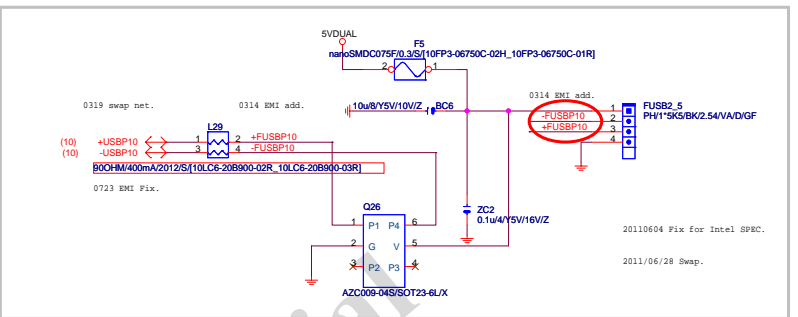 5VDUAL
F5
nanoSMDC075F/0.3/S/[10FP3-06750C-02H_10FP3-06750C-01R]
2
1
0319 swap net.
0314 EMI add.
0314 EMI add.
10u/8/Y5V/10V/Z
BC6
FUSB2_5
PH/1*5K5/BK/2.54/VA/D/GF
1
-FUSBP10
2
+FUSBP10
3
4
L29
(10)
+USBP10
1
2
+FUSBP10
(10)
-USBP10
3
4
-FUSBP10
90OHM/400mA/2012/S/[10LC6-20B900-02R_10LC6-20B900-03R]
0723 EMI Fix.
Q26
ZC2
0.1u/4/Y5V/16V/Z
1
P1
P4
6
2
G
V
5
3
P2
P3
4
AZC009-04S/SOT23-6L/X
20110604 Fix for Intel SPEC.
2011/06/28 Swap.